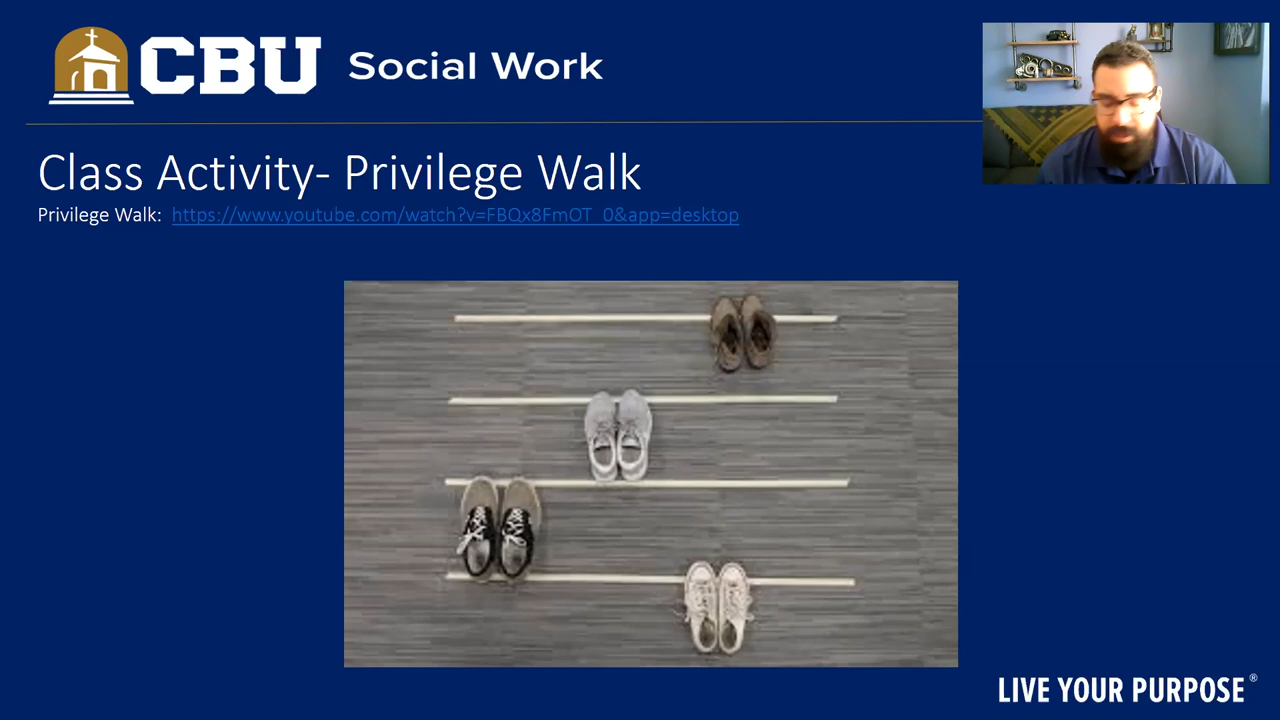 CBU Social Work
Class Activity- Privilege Walk
Privilege Walk: https://www.youtube.com/watch?v=FBQx8FmOT_0&app=desktop
LIVE YOUR PURPOSE®